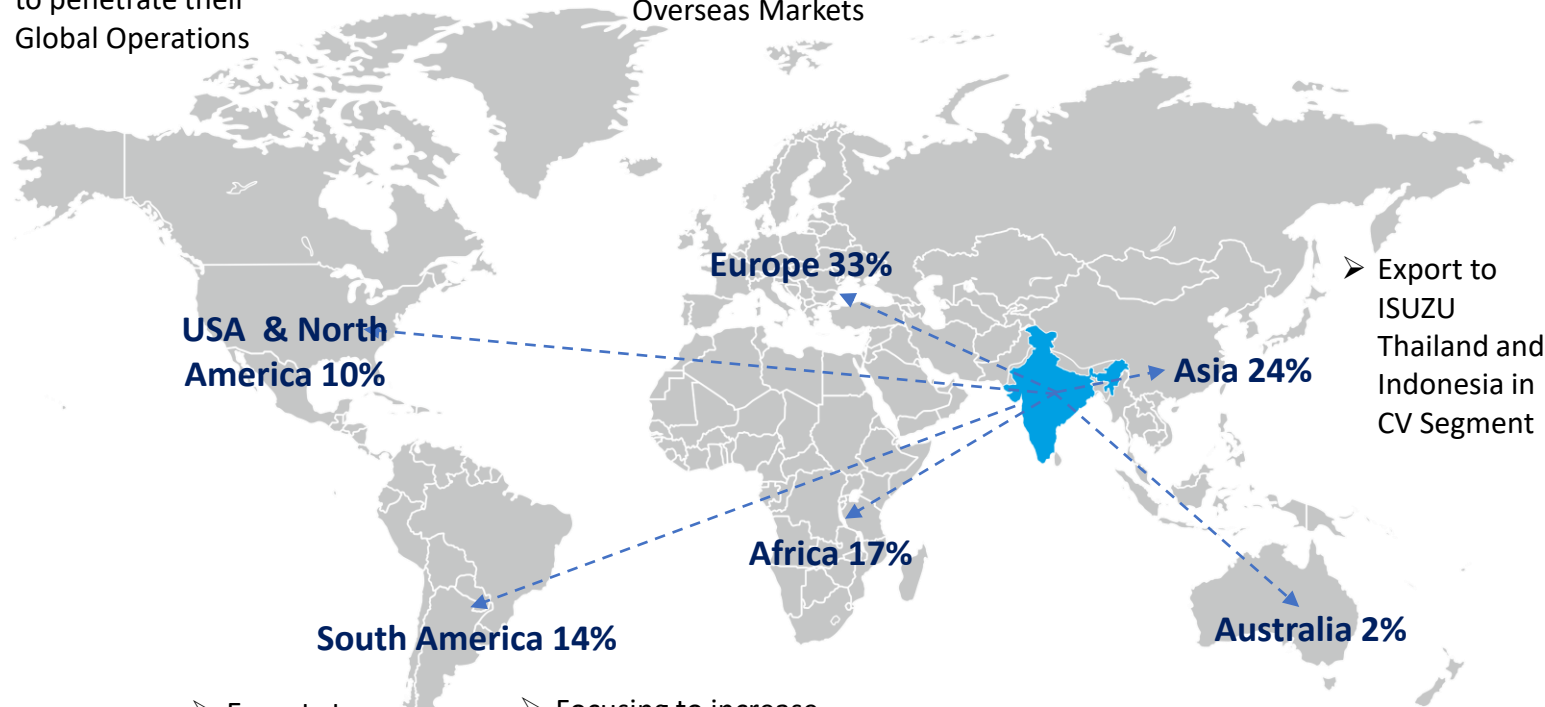 to penetrate their
Global Operations
Overseas Markets
Europe 33%
➢ Export to
ISUZU
Thailand and
Indonesia in
CV Segment
USA & North
America 10%
Asia 24%
Africa 17%
South America 14%
Australia 2%
➢ Focusing to increase